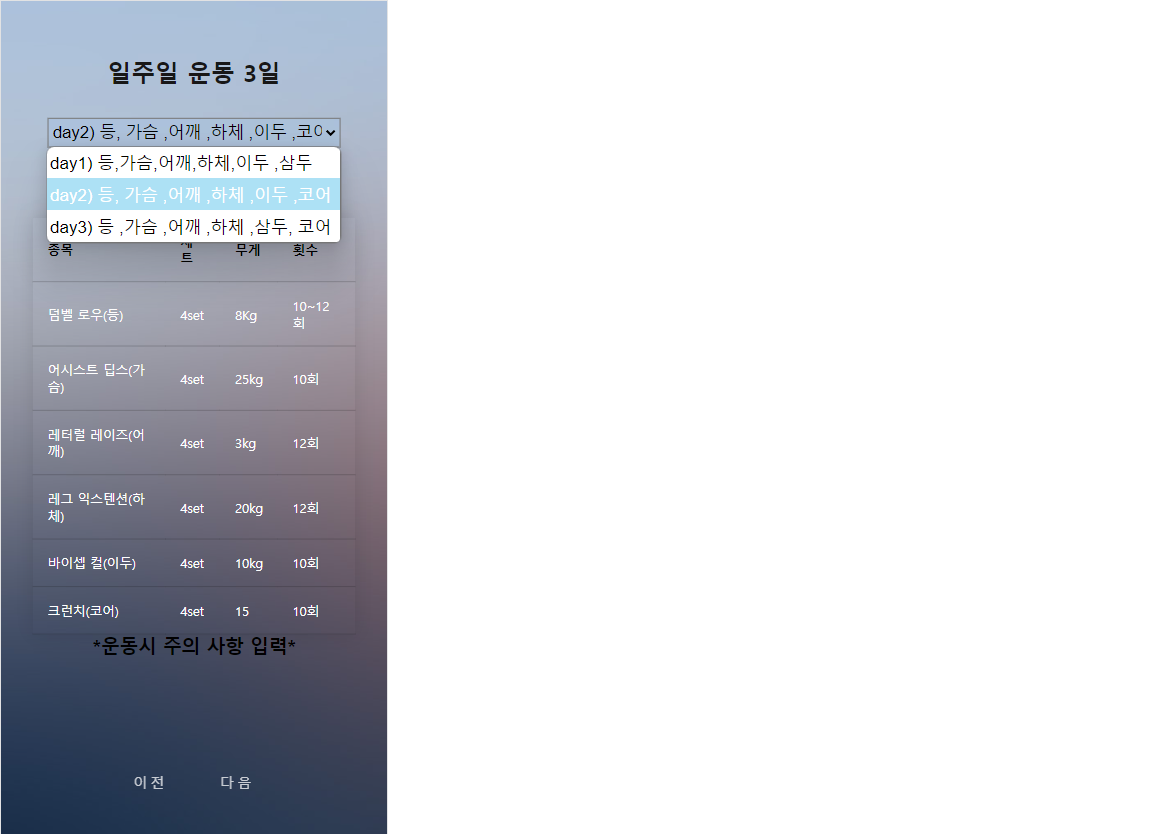 일주일 운동 3일
day2) 등, 가슴 ,어깨 ,하체 ,이두 ,코어
day1) 등,가슴,어깨,하체,이두 ,삼두
day2) 등, 가슴 ,어깨 ,하체 ,이두 ,코어
day3) 등 ,가슴 ,어깨 ,하체 ,삼두, 코어
종목 세트 무게 횟수
덤벨 로우(등) 4set 8Kg 10~12회
어시스트 딥스(가슴) 4set 25kg 10회
레터럴 레이즈(어깨) 4set 3kg 12회
레그 익스텐션(하체) 4set 20kg 12회
바이셉 컬(이두) 4set 10kg 10회
크런치(코어) 4set 15 10회
*운동시 주의 사항 입력*
이전 다음